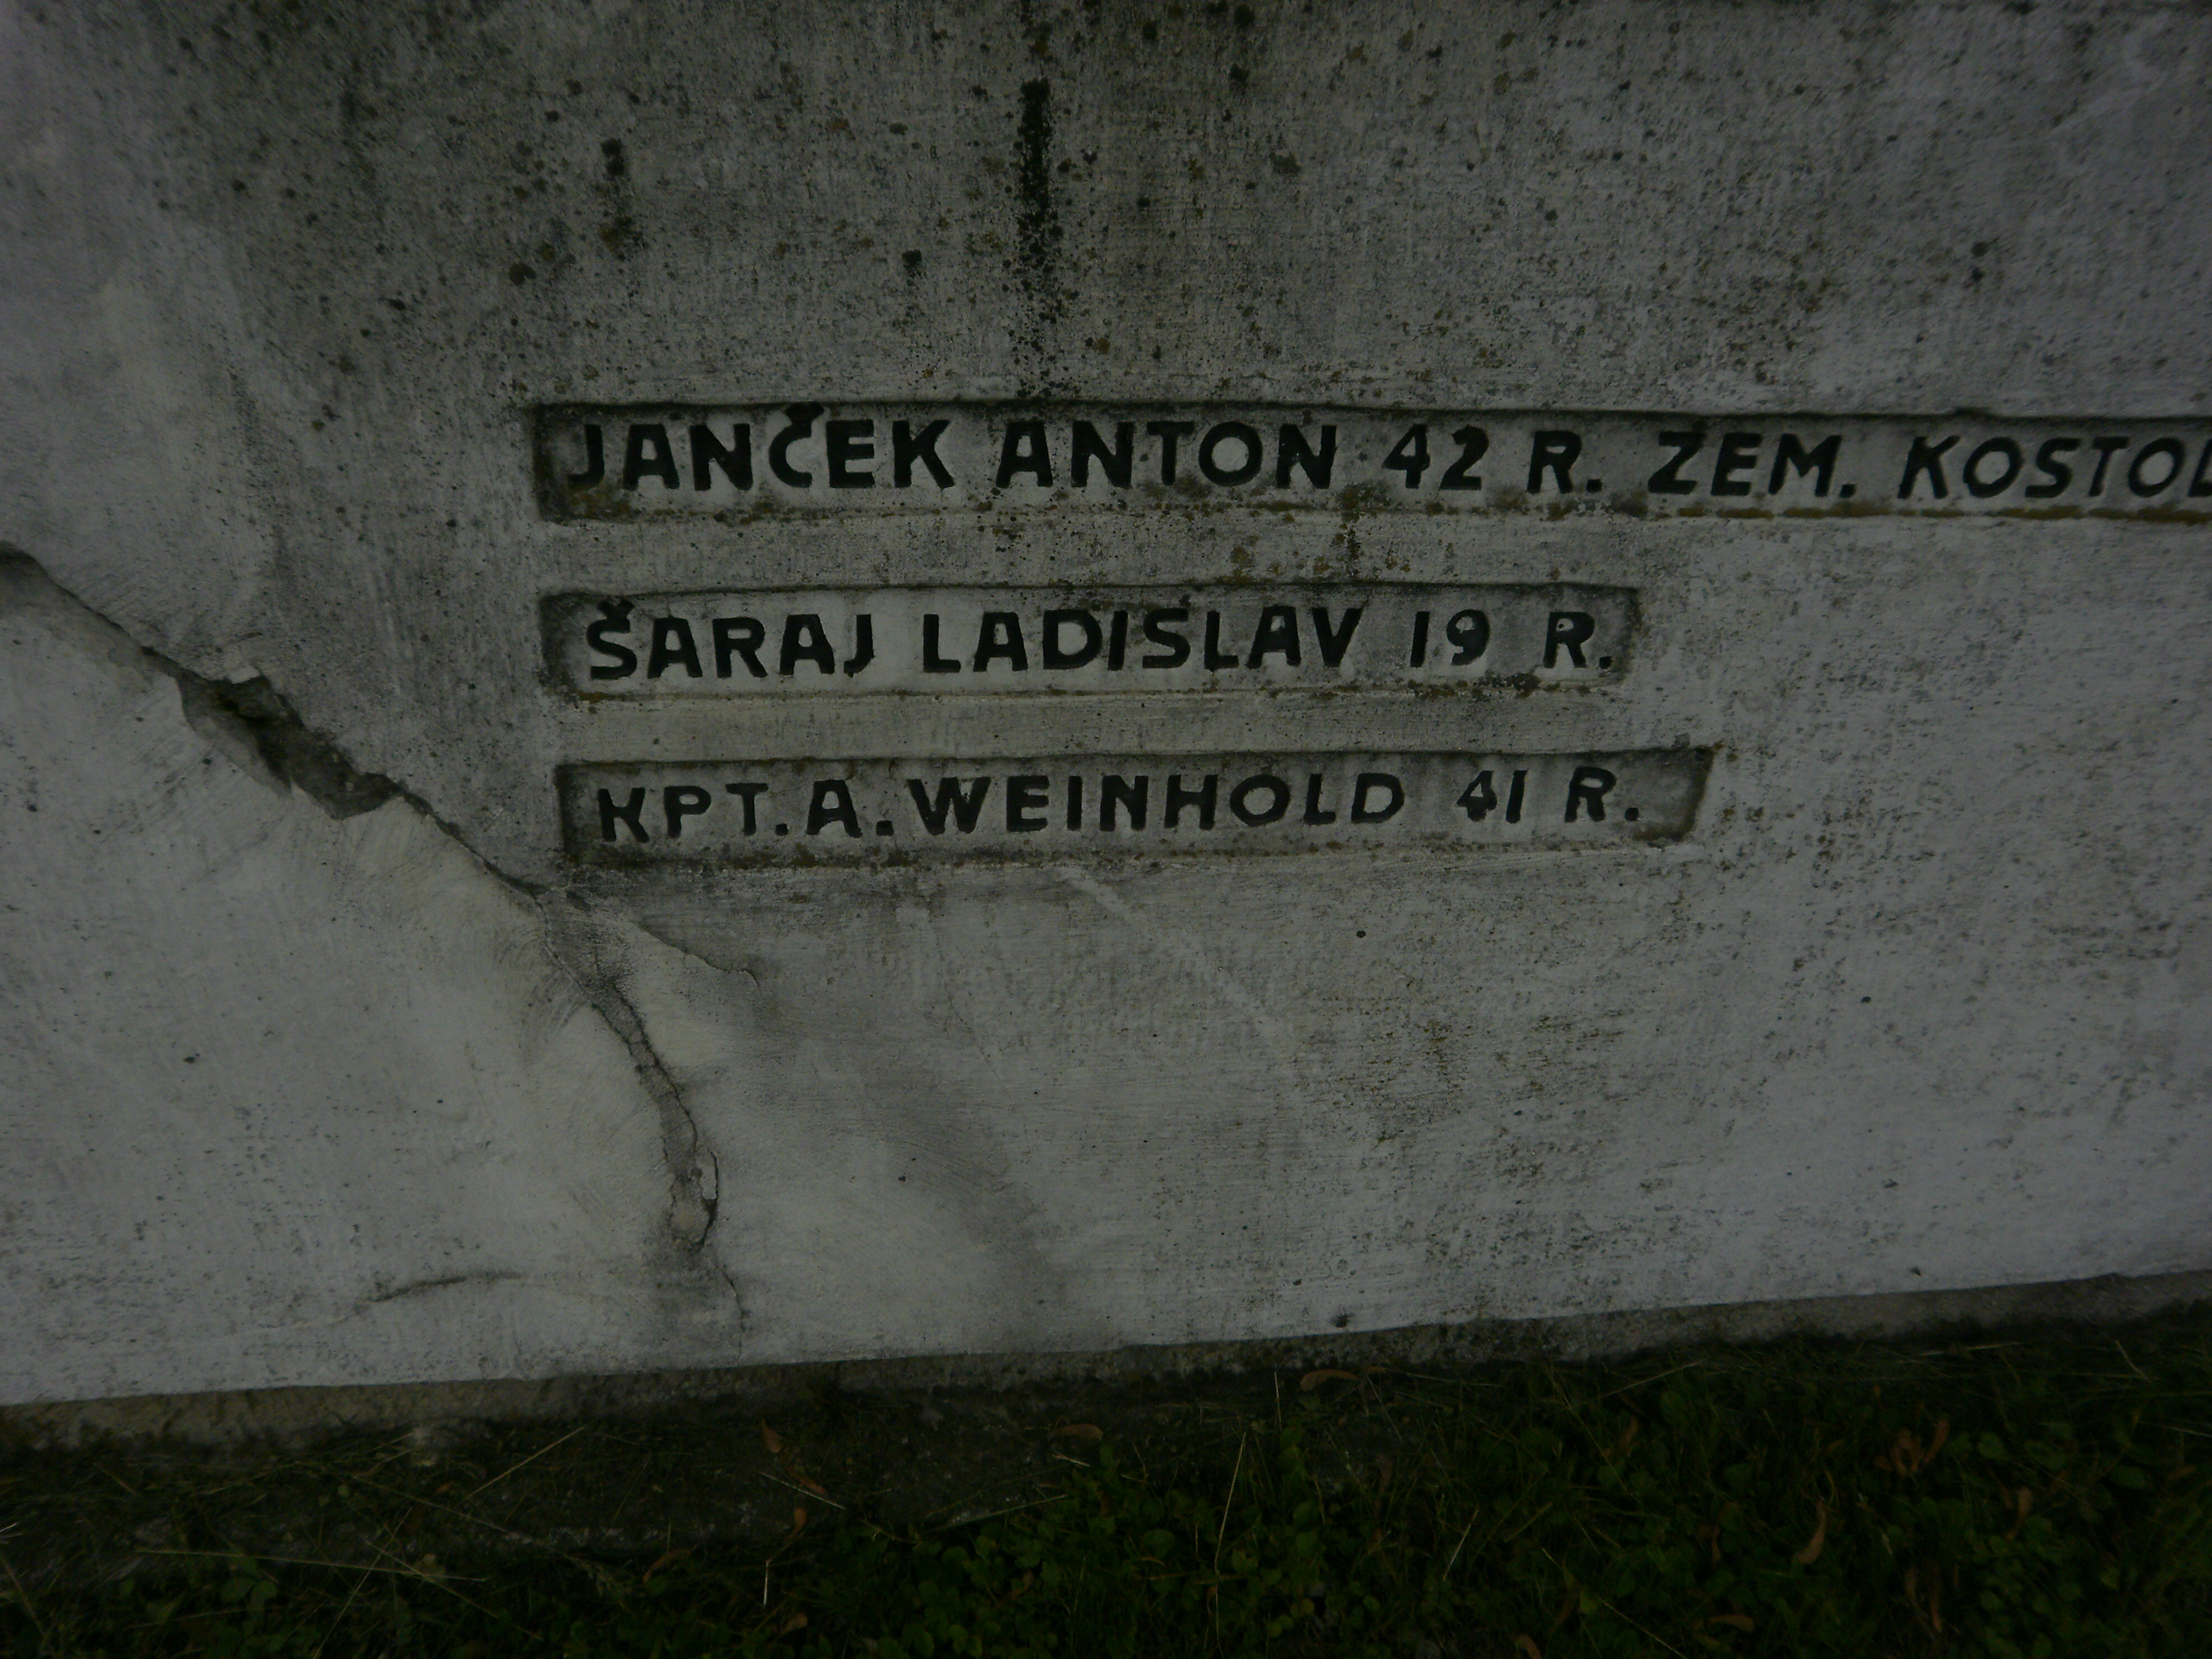 JANČEK ANTON 42 R. ZEM. KOSTOL
ŠARAJ LADISLAV 19 R.
KPT. A. WEINHOLD 41 R.